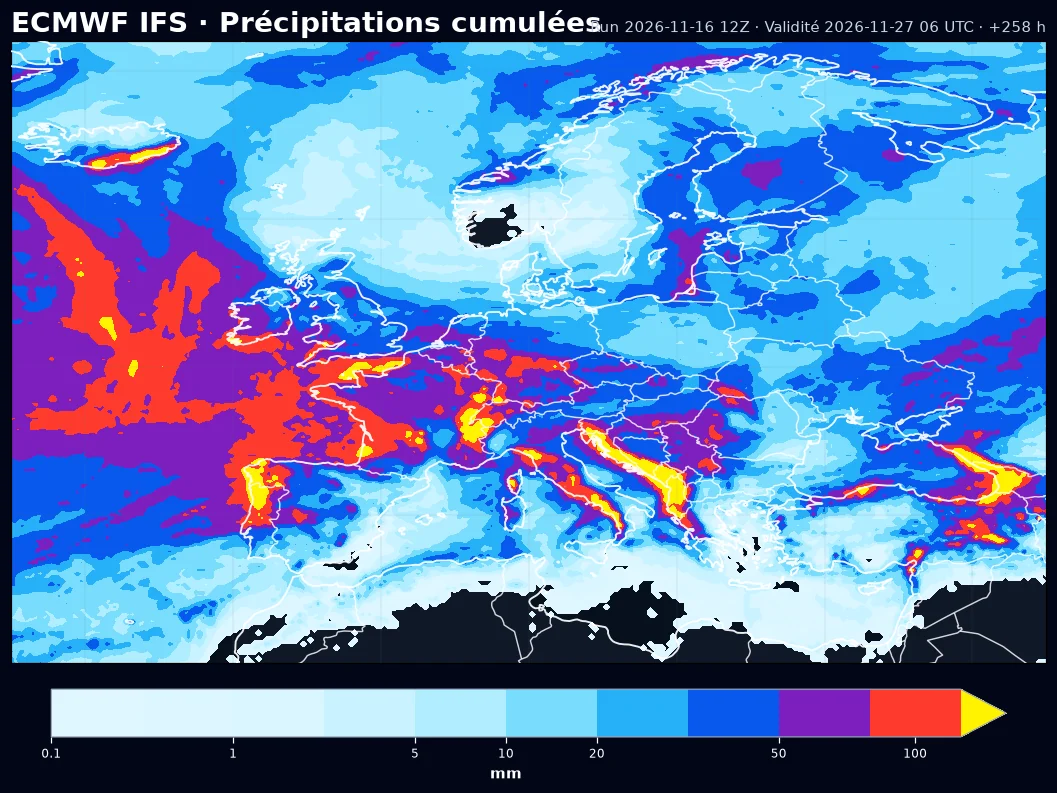 ECMWF IFS · Précipitations cumulées
Run 2026-11-16 12Z · Validité 2026-11-27 06 UTC · +258 h
0.1 1 5 10 20 50 100
mm